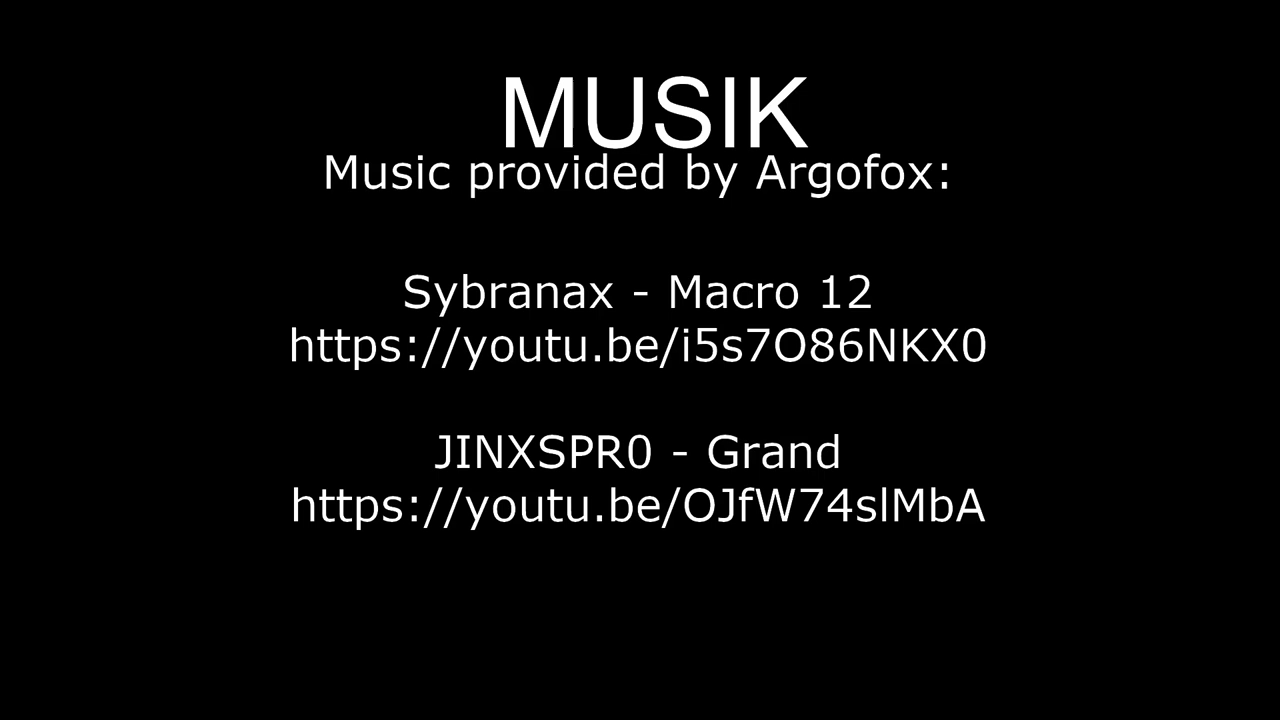 MUSIK
Music provided by Argofox:
Sybranax - Macro 12
https://youtu.be/i5s7O86NKX0
JINXSPR0 - Grand
https://youtu.be/OJfW74slMbA